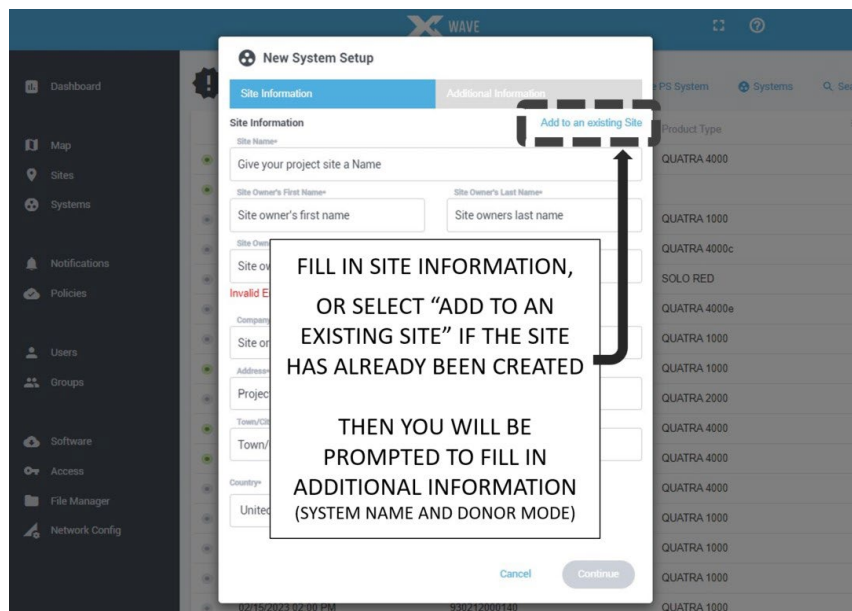 WAVE
New System Setup
Site Information
Additional Information
Dashboard
PS System
Systems
Site Information
Add to an existing Site
Product Type
Site Name*
Map
Give your project site a Name
QUATRA 4000
Sites
Site Owner's First Name*
Site Owner's Last Name*
Systems
Site owner's first name
Site owners last name
QUATRA 1000
QUATRA 4000c
Notifications
SOLO RED
Policies
QUATRA 4000e
FILL IN SITE INFORMATION,
OR SELECT “ADD TO AN
EXISTING SITE” IF THE SITE
HAS ALREADY BEEN CREATED
THEN YOU WILL BE
PROMPTED TO FILL IN
ADDITIONAL INFORMATION
(SYSTEM NAME AND DONOR MODE)
QUATRA 1000
Users
QUATRA 1000
Groups
QUATRA 2000
QUATRA 4000
Software
QUATRA 4000
Access
QUATRA 4000
File Manager
QUATRA 1000
Network Config
QUATRA 1000
Country*
Cancel
Continue
QUATRA 1000
02/15/2023 02:00 PM
930212000140
QUATRA 1000